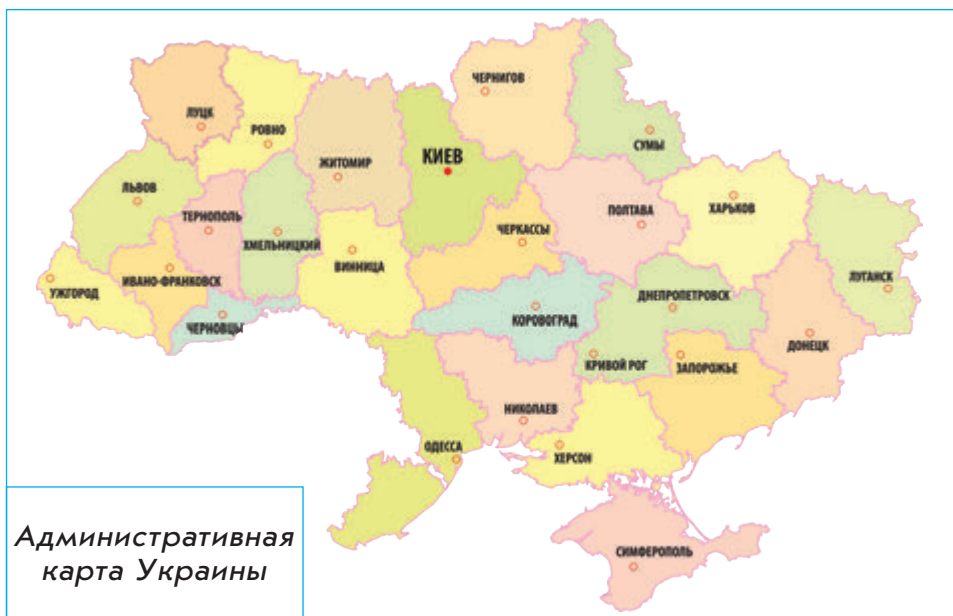 ЧЕРНИГОВ
ЛУЦК
РОВНО
СУМЫ
ЖИТОМИР
КИЕВ
ЛЬВОВ
ТЕРНОПОЛЬ
ПОЛТАВА
ХАРЬКОВ
ХМЕЛЬНИЦКИЙ
ЧЕРКАССЫ
ВИННИЦА
ИВАНО-ФРАНКОВСК
ЛУГАНСК
УЖГОРОД
ДНЕПРОПЕТРОВСК
КОРОВОГРАД
ЧЕРНОВЦЫ
ДОНЕЦК
КРИВОЙ РОГ
ЗАПОРОЖЬЕ
НИКОЛАЕВ
ОДЕССА
ХЕРСОН
СИМФЕРОПОЛЬ
Административная
карта Украины